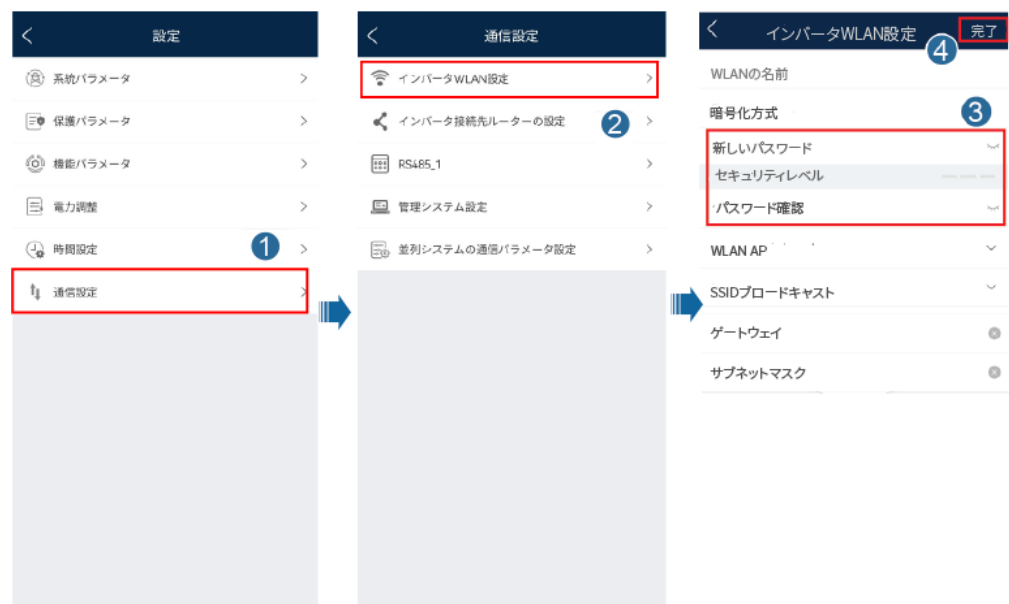 設定
系統パラメータ
保護パラメータ
機能パラメータ
電力調整
時間設定
1
通信設定
通信設定
インバータWLAN設定
インバータ接続先ルーターの設定
2
RS485_1
管理システム設定
並列システムの通信パラメータ設定
インバータWLAN設定
4
完了
WLANの名前
暗号化方式
3
新しいパスワード
セキュリティレベル
パスワード確認
WLAN AP
SSIDブロードキャスト
ゲートウェイ
サブネットマスク